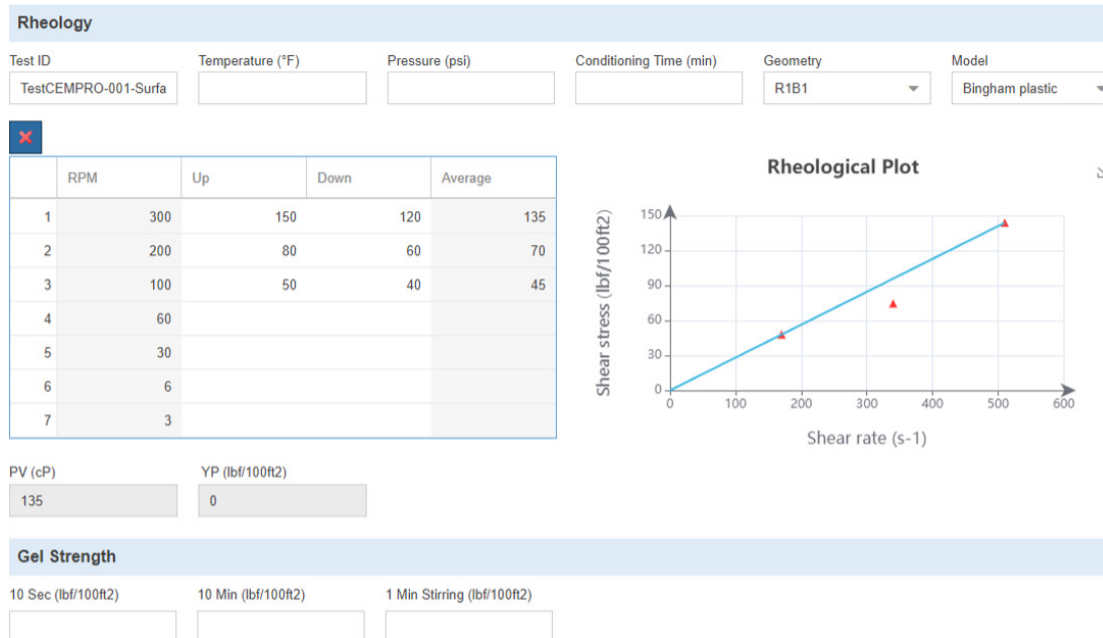 Rheology
Test ID Temperature (°F) Pressure (psi) Conditioning Time (min) Geometry Model
TestCEMPRO-001-Surfa R1B1 Bingham plastic
RPM Up Down Average
1 300 150 120 135
2 200 80 60 70
3 100 50 40 45
4 60
5 30
6 6
7 3
Rheological Plot
Shear stress (lbf/100ft2)
150
120
90
60
30
0
0 100 200 300 400 500 600
Shear rate (s-1)
PV (cP) YP (lbf/100ft2)
135 0
Gel Strength
10 Sec (lbf/100ft2) 10 Min (lbf/100ft2) 1 Min Stirring (lbf/100ft2)